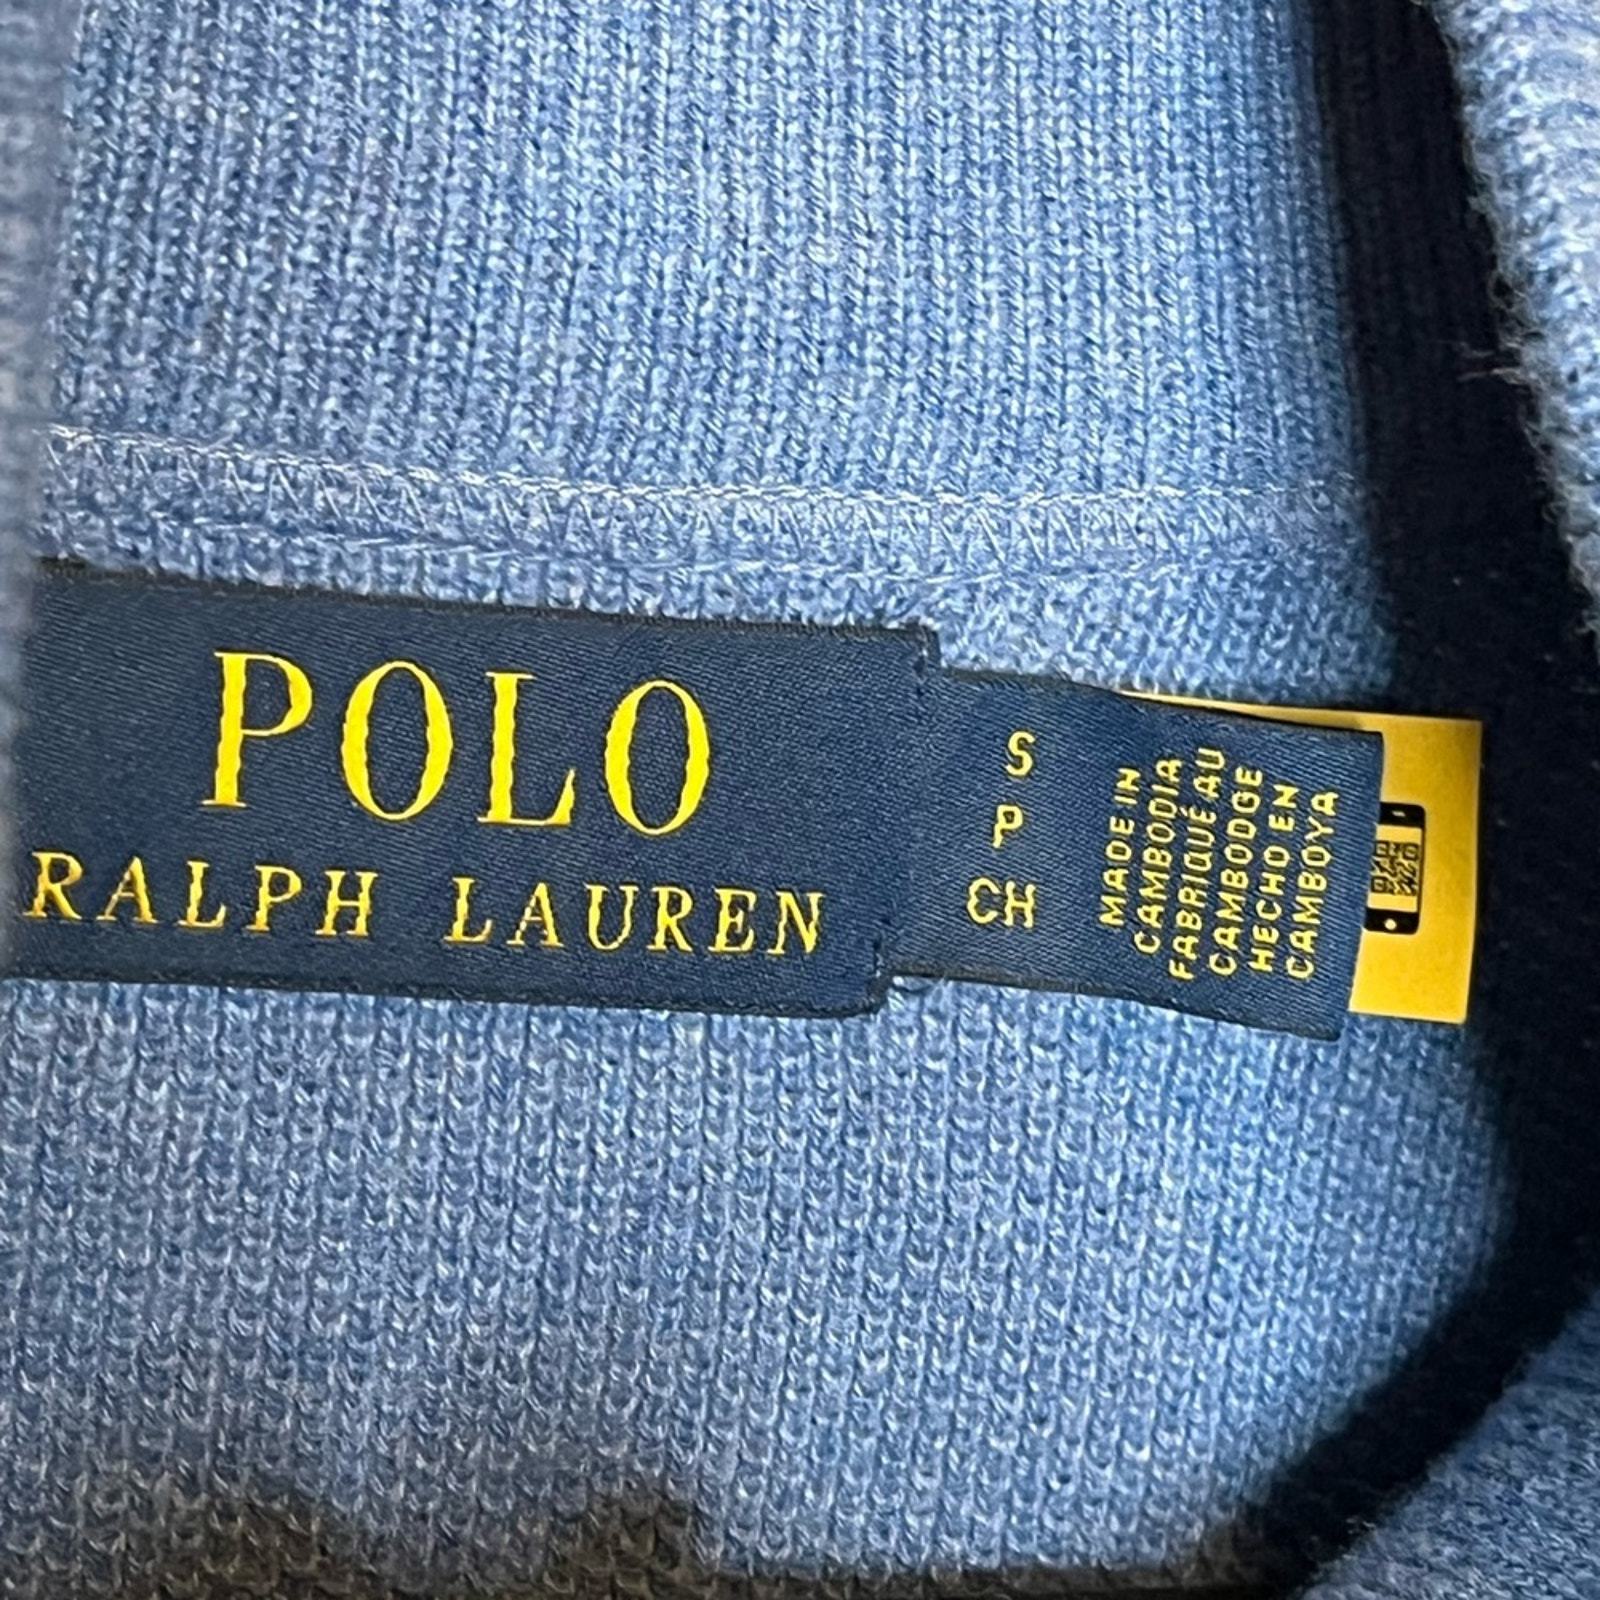 POLO
RALPH LAUREN
S
P
CH
MADE IN
CAMBODIA
FABRIQUÉ AU
CAMBODGE
HECHO EN
CAMBOYA